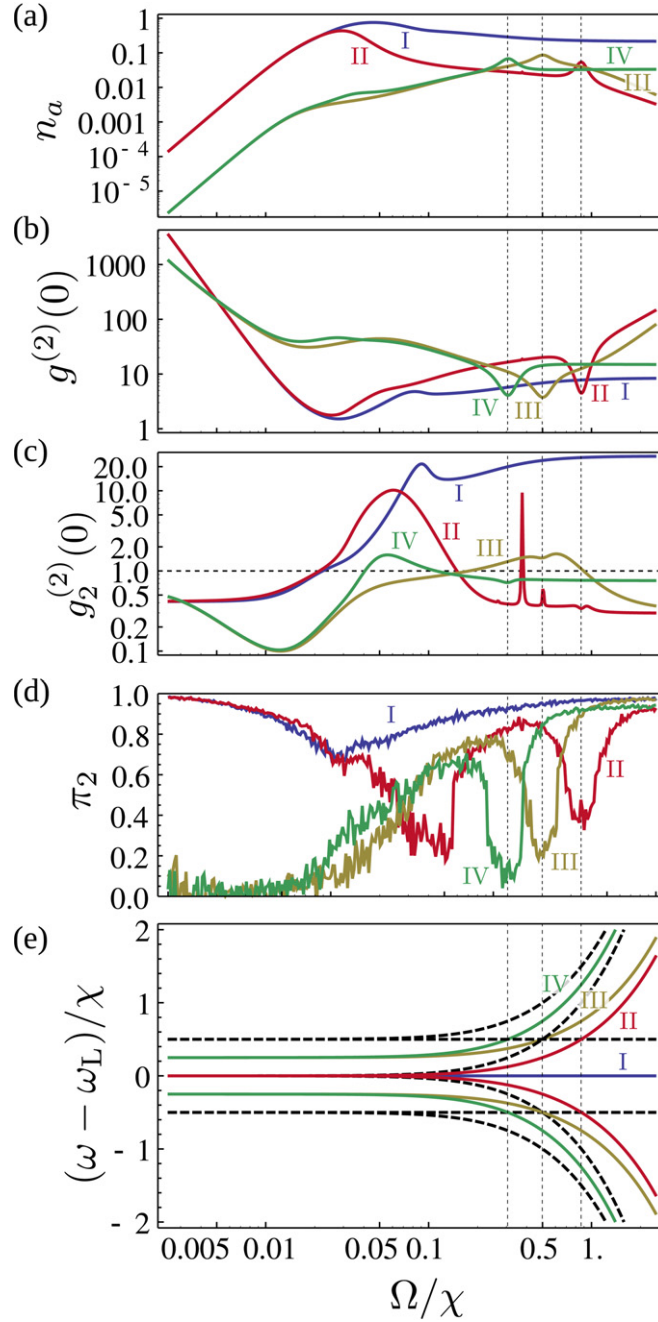 (a)
1
0.1
0.01
0.001
10⁻⁴
10⁻⁵
nₐ
I
II
IV
III
(b)
1000
100
10
1
g⁽²⁾(0)
IV
III
II
I
(c)
20.0
10.0
5.0
2.0
1.0
0.5
0.2
0.1
g₂⁽²⁾(0)
I
II
IV
III
(d)
1.0
0.8
0.6
0.4
0.2
0.0
π₂
I
II
IV
III
(e)
2
1
0
- 1
- 2
(ω − ω_L)/χ
IV
III
II
I
0.005 0.01 0.05 0.1 0.5 1.
Ω/χ